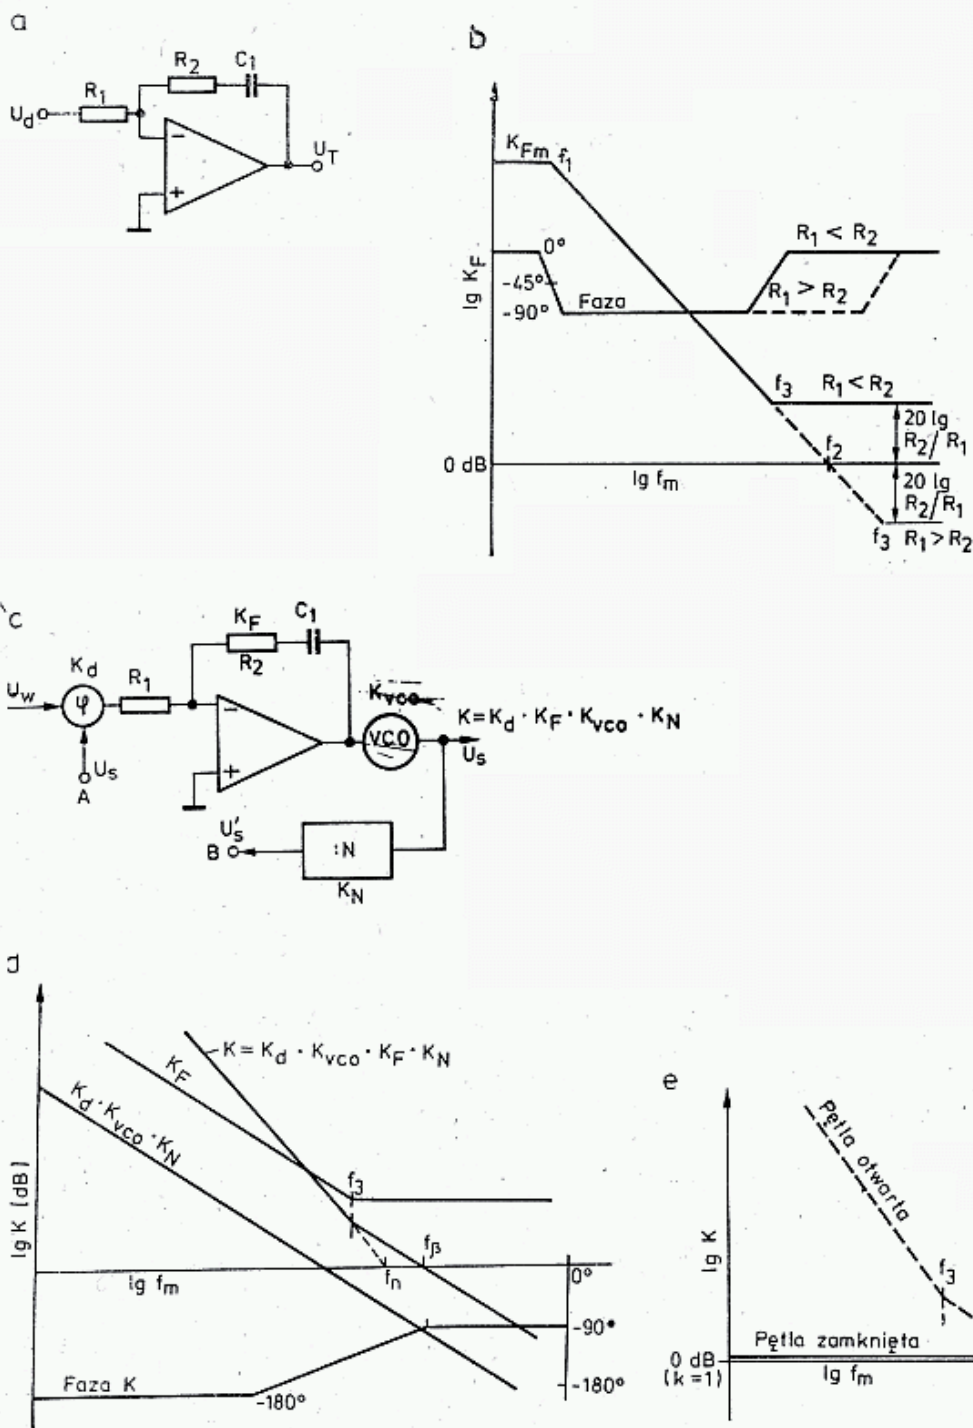 a
R2
C1
R1
Ud
−
+
UT
b
KFm f1
lg KF
0°
-45°
-90°
Faza
R1 < R2
R1 > R2
f3 R1 < R2
20 lg
R2/R1
f2
0 dB
lg fm
20 lg
R2/R1
f3 R1 > R2
c
KF
C1
R2
Kd
R1
Uw
φ
Us
A
−
+
Kvco
VCO
K = Kd · KF · Kvco · KN
Us
Us'
B
:N
KN
d
K = Kd · Kvco · KF · KN
KF
Kd · Kvco · KN
lg K [dB]
f3
fβ
fn
lg fm
0°
-90°
-180°
Faza K
-180°
e
Pętla otwarta
lg K
f3
Pętla zamknięta
0 dB
(k=1)
lg fm